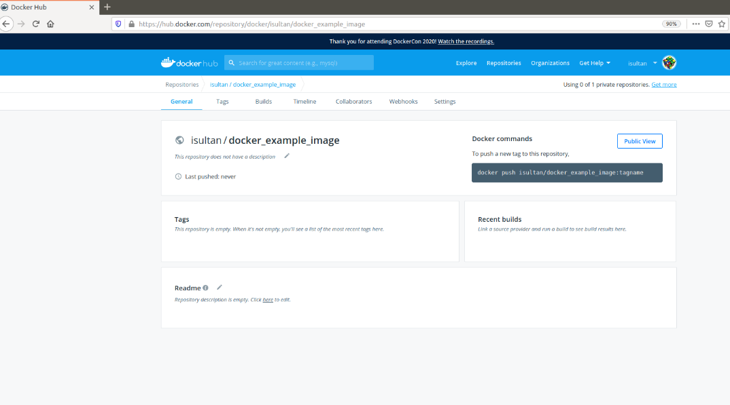 Docker Hub
https://hub.docker.com/repository/docker/isultan/docker_example_image
90%
Thank you for attending DockerCon 2020! Watch the recordings.
docker hub
Search for great content (e.g., mysql)
Explore Repositories Organizations Get Help isultan
Repositories isultan / docker_example_image Using 0 of 1 private repositories. Get more
General Tags Builds Timeline Collaborators Webhooks Settings
isultan / docker_example_image
This repository does not have a description
Last pushed: never
Docker commands
Public View
To push a new tag to this repository,
docker push isultan/docker_example_image:tagname
Tags
This repository is empty. When it's not empty, you'll see a list of the most recent tags here.
Recent builds
Link a source provider and run a build to see build results here.
Readme
Repository description is empty. Click here to edit.